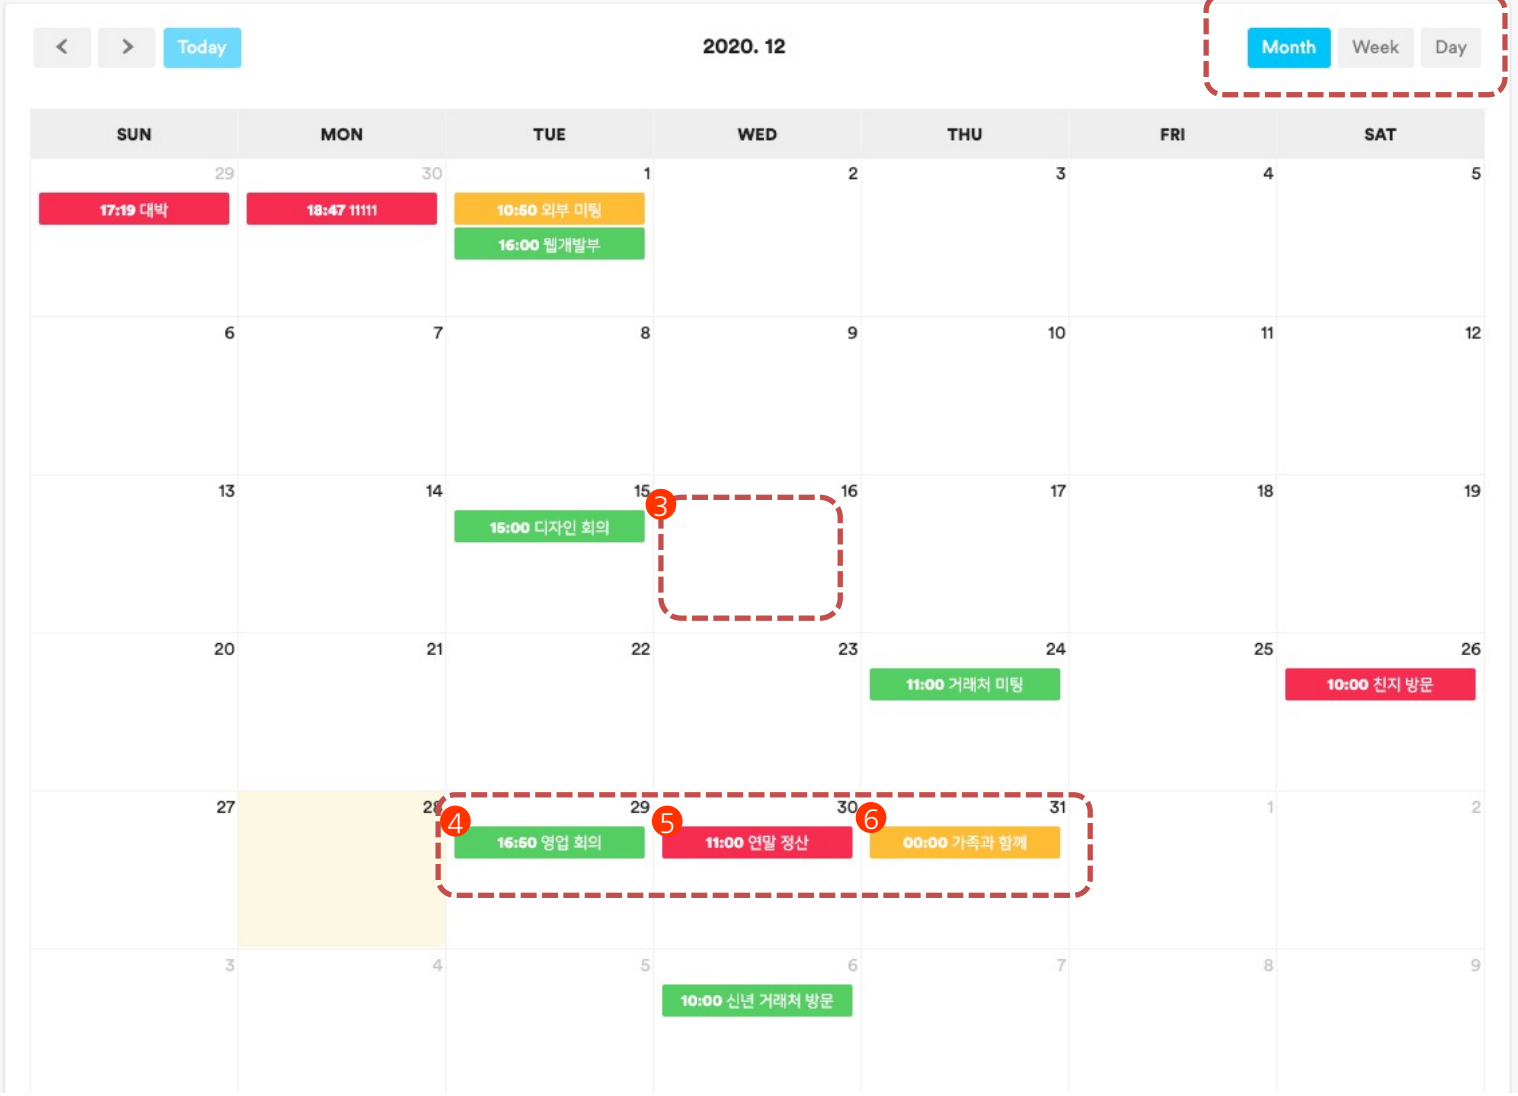 < > Today 2020. 12 Month Week Day
SUN MON TUE WED THU FRI SAT
29 30 1 2 3 4 5
17:19 대박 18:47 11111 10:50 외부 미팅
16:00 웹개발부
6 7 8 9 10 11 12
13 14 15 16 17 18 19
3
15:00 디자인 회의
20 21 22 23 24 25 26
11:00 거래처 미팅 10:00 친지 방문
27 28 29 30 31 1 2
4 5 6
16:50 영업 회의 11:00 연말 정산 00:00 가족과 함께
3 4 5 6 7 8 9
10:00 신년 거래처 방문